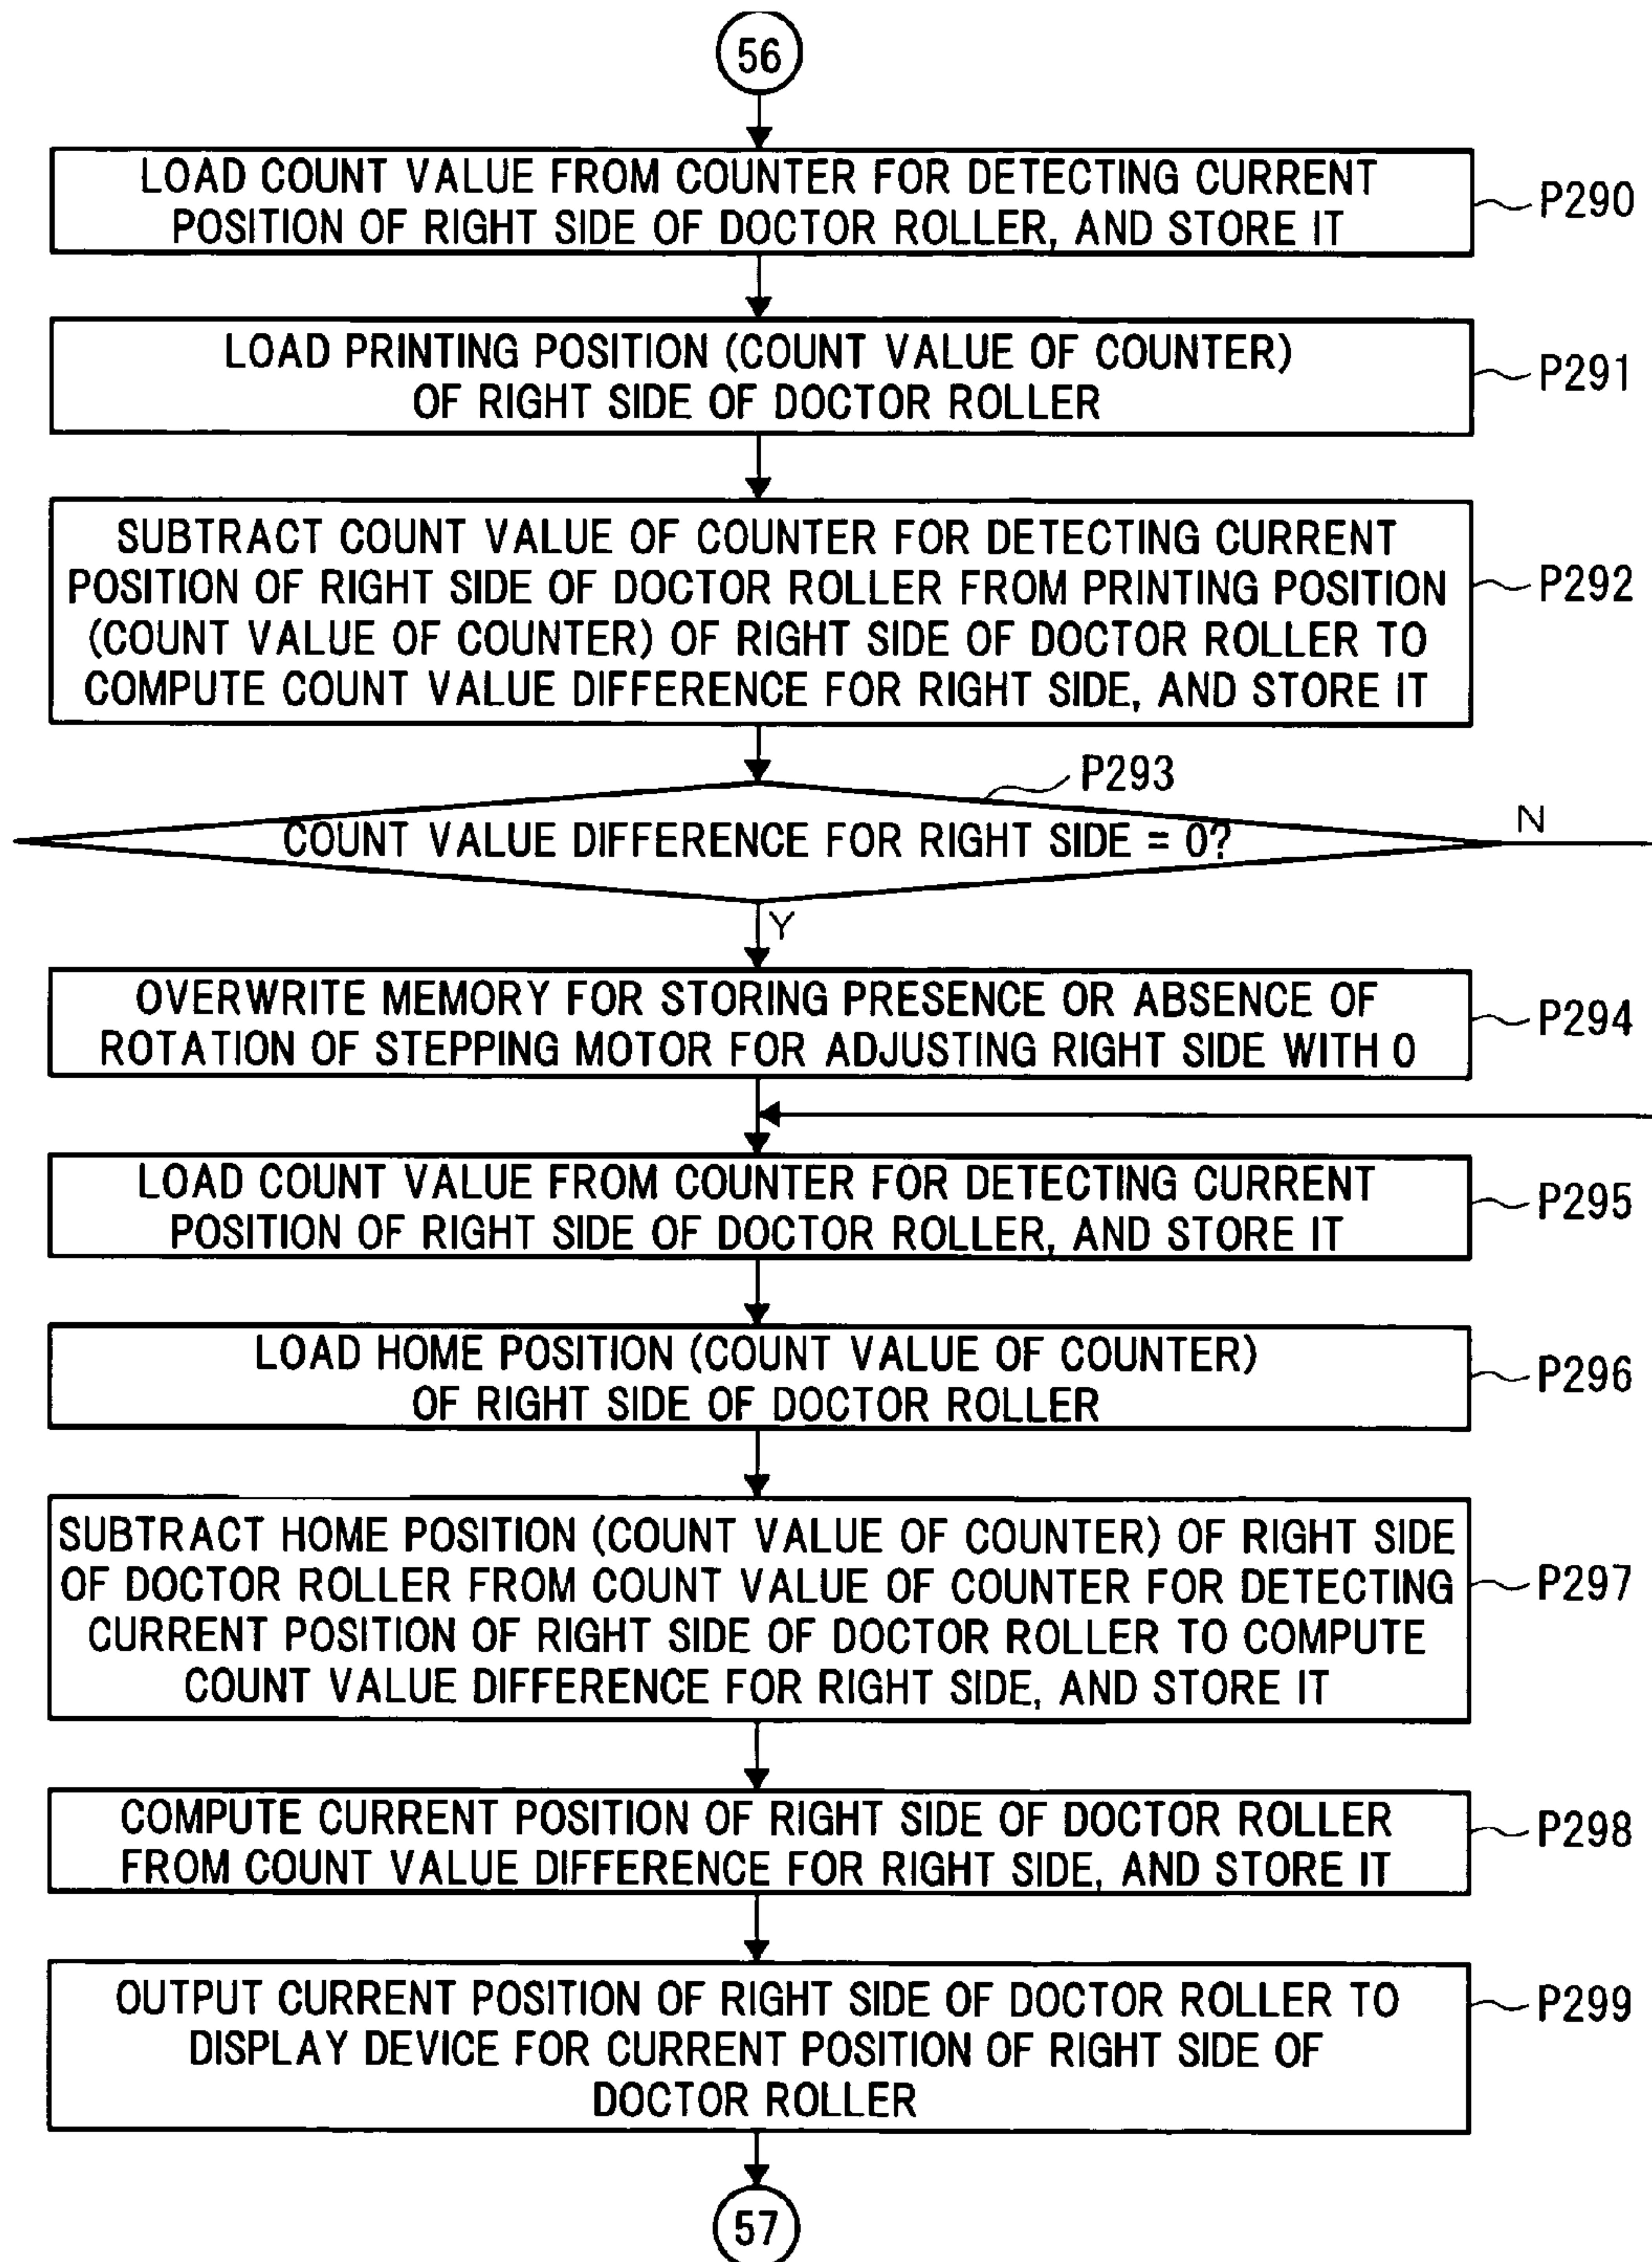 56
LOAD COUNT VALUE FROM COUNTER FOR DETECTING CURRENT
POSITION OF RIGHT SIDE OF DOCTOR ROLLER, AND STORE IT
P290
LOAD PRINTING POSITION (COUNT VALUE OF COUNTER)
OF RIGHT SIDE OF DOCTOR ROLLER
P291
SUBTRACT COUNT VALUE OF COUNTER FOR DETECTING CURRENT
POSITION OF RIGHT SIDE OF DOCTOR ROLLER FROM PRINTING POSITION
(COUNT VALUE OF COUNTER) OF RIGHT SIDE OF DOCTOR ROLLER TO
COMPUTE COUNT VALUE DIFFERENCE FOR RIGHT SIDE, AND STORE IT
P292
P293
COUNT VALUE DIFFERENCE FOR RIGHT SIDE = 0?
N
Y
OVERWRITE MEMORY FOR STORING PRESENCE OR ABSENCE OF
ROTATION OF STEPPING MOTOR FOR ADJUSTING RIGHT SIDE WITH 0
P294
LOAD COUNT VALUE FROM COUNTER FOR DETECTING CURRENT
POSITION OF RIGHT SIDE OF DOCTOR ROLLER, AND STORE IT
P295
LOAD HOME POSITION (COUNT VALUE OF COUNTER)
OF RIGHT SIDE OF DOCTOR ROLLER
P296
SUBTRACT HOME POSITION (COUNT VALUE OF COUNTER) OF RIGHT SIDE
OF DOCTOR ROLLER FROM COUNT VALUE OF COUNTER FOR DETECTING
CURRENT POSITION OF RIGHT SIDE OF DOCTOR ROLLER TO COMPUTE
COUNT VALUE DIFFERENCE FOR RIGHT SIDE, AND STORE IT
P297
COMPUTE CURRENT POSITION OF RIGHT SIDE OF DOCTOR ROLLER
FROM COUNT VALUE DIFFERENCE FOR RIGHT SIDE, AND STORE IT
P298
OUTPUT CURRENT POSITION OF RIGHT SIDE OF DOCTOR ROLLER TO
DISPLAY DEVICE FOR CURRENT POSITION OF RIGHT SIDE OF
DOCTOR ROLLER
P299
57